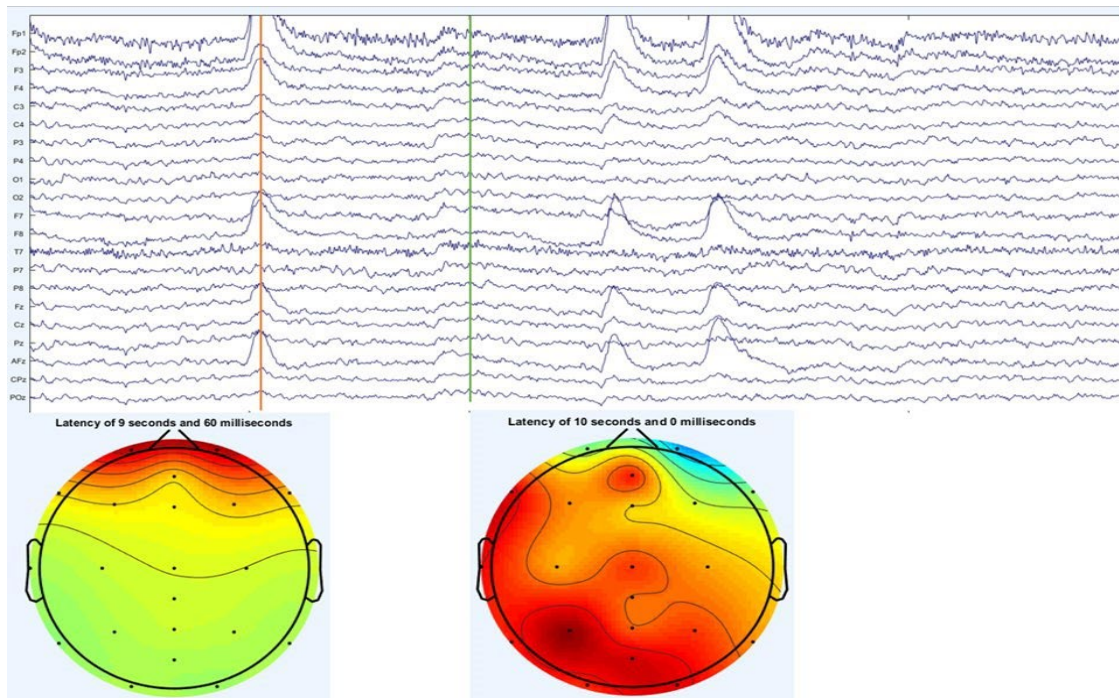 Fp1
Fp2
F3
F4
C3
C4
P3
P4
O1
O2
F7
F8
T7
P7
P8
Fz
Cz
Pz
AFz
CPz
POz
Latency of 9 seconds and 60 milliseconds
Latency of 10 seconds and 0 milliseconds